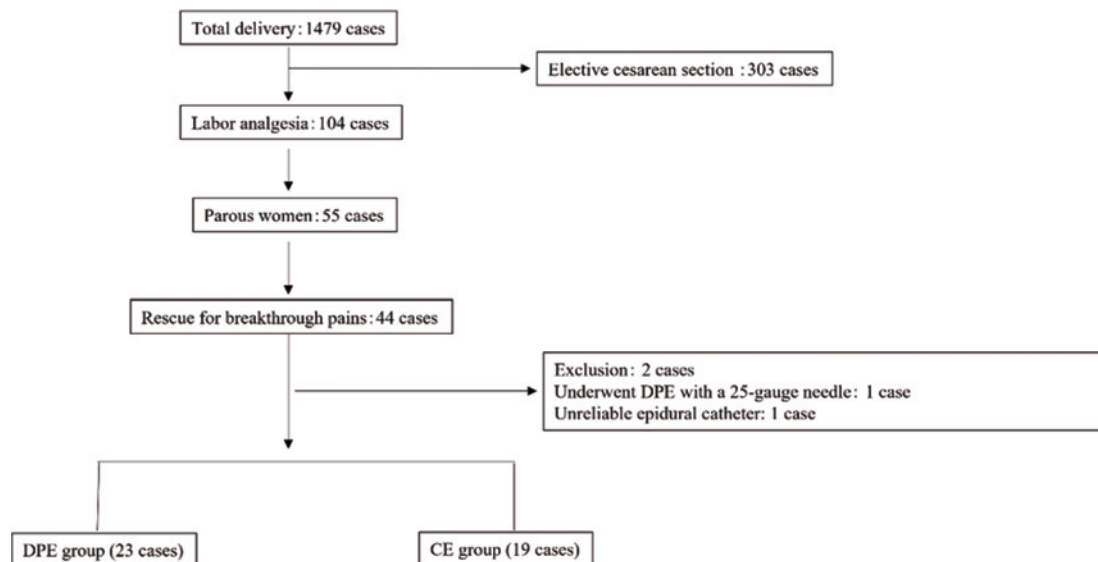 Total delivery: 1479 cases
Elective cesarean section : 303 cases
Labor analgesia: 104 cases
Parous women: 55 cases
Rescue for breakthrough pains: 44 cases
Exclusion: 2 cases
Underwent DPE with a 25-gauge needle: 1 case
Unreliable epidural catheter: 1 case
DPE group (23 cases)
CE group (19 cases)